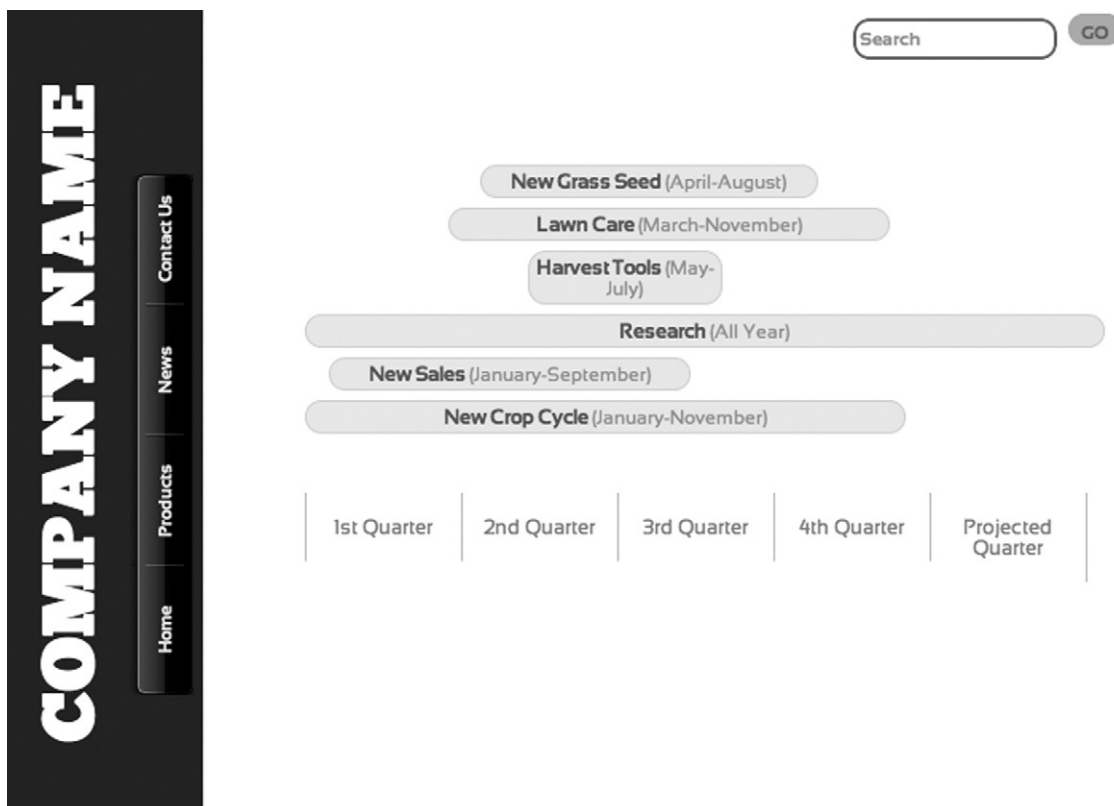 COMPANY NAME
Contact Us
News
Products
Home
Search
GO
New Grass Seed (April-August)
Lawn Care (March-November)
Harvest Tools (May-
July)
Research (All Year)
New Sales (January-September)
New Crop Cycle (January-November)
1st Quarter
2nd Quarter
3rd Quarter
4th Quarter
Projected
Quarter